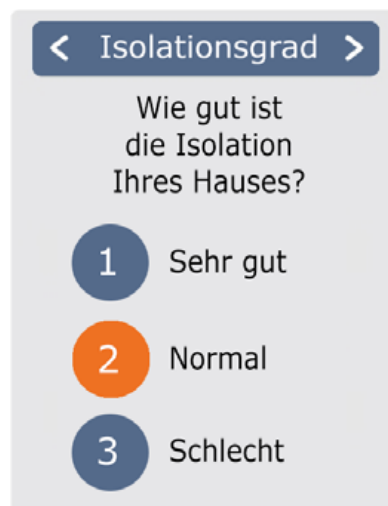 < Isolationsgrad >
Wie gut ist
die Isolation
Ihres Hauses?
1 Sehr gut
2 Normal
3 Schlecht